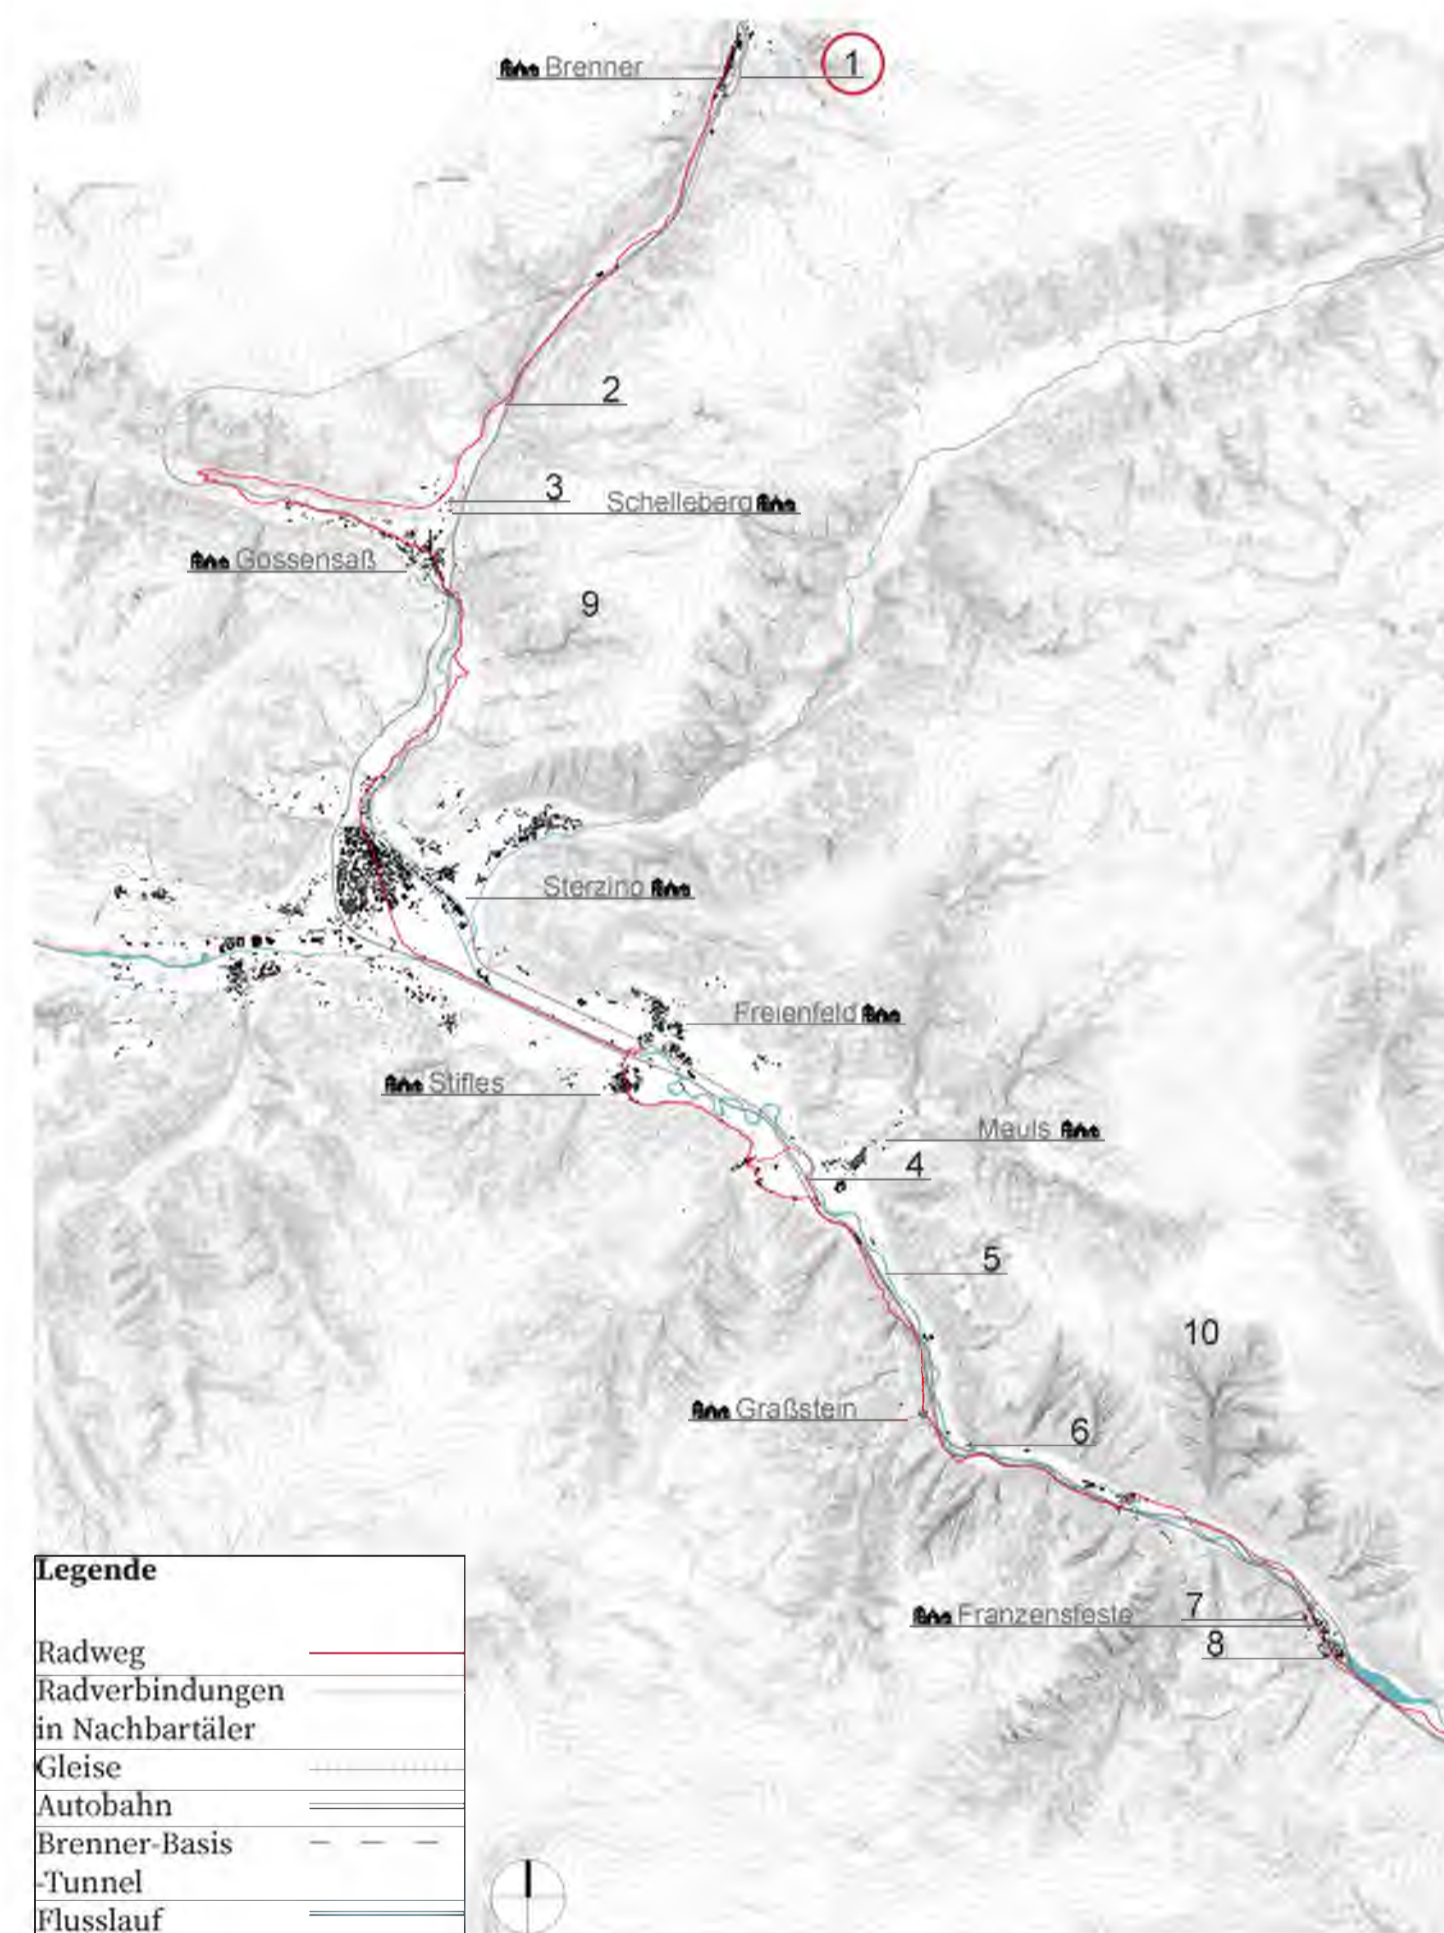 Brenner
1
2
3
Schelleberg
Gossensaß
9
Sterzing
Freienfeld
Stifles
Mauls
4
5
10
Graßstein
6
Franzensfeste
7
8
Legende
Radweg
Radverbindungen
in Nachbartäler
Gleise
Autobahn
Brenner-Basis
-Tunnel
Flusslauf